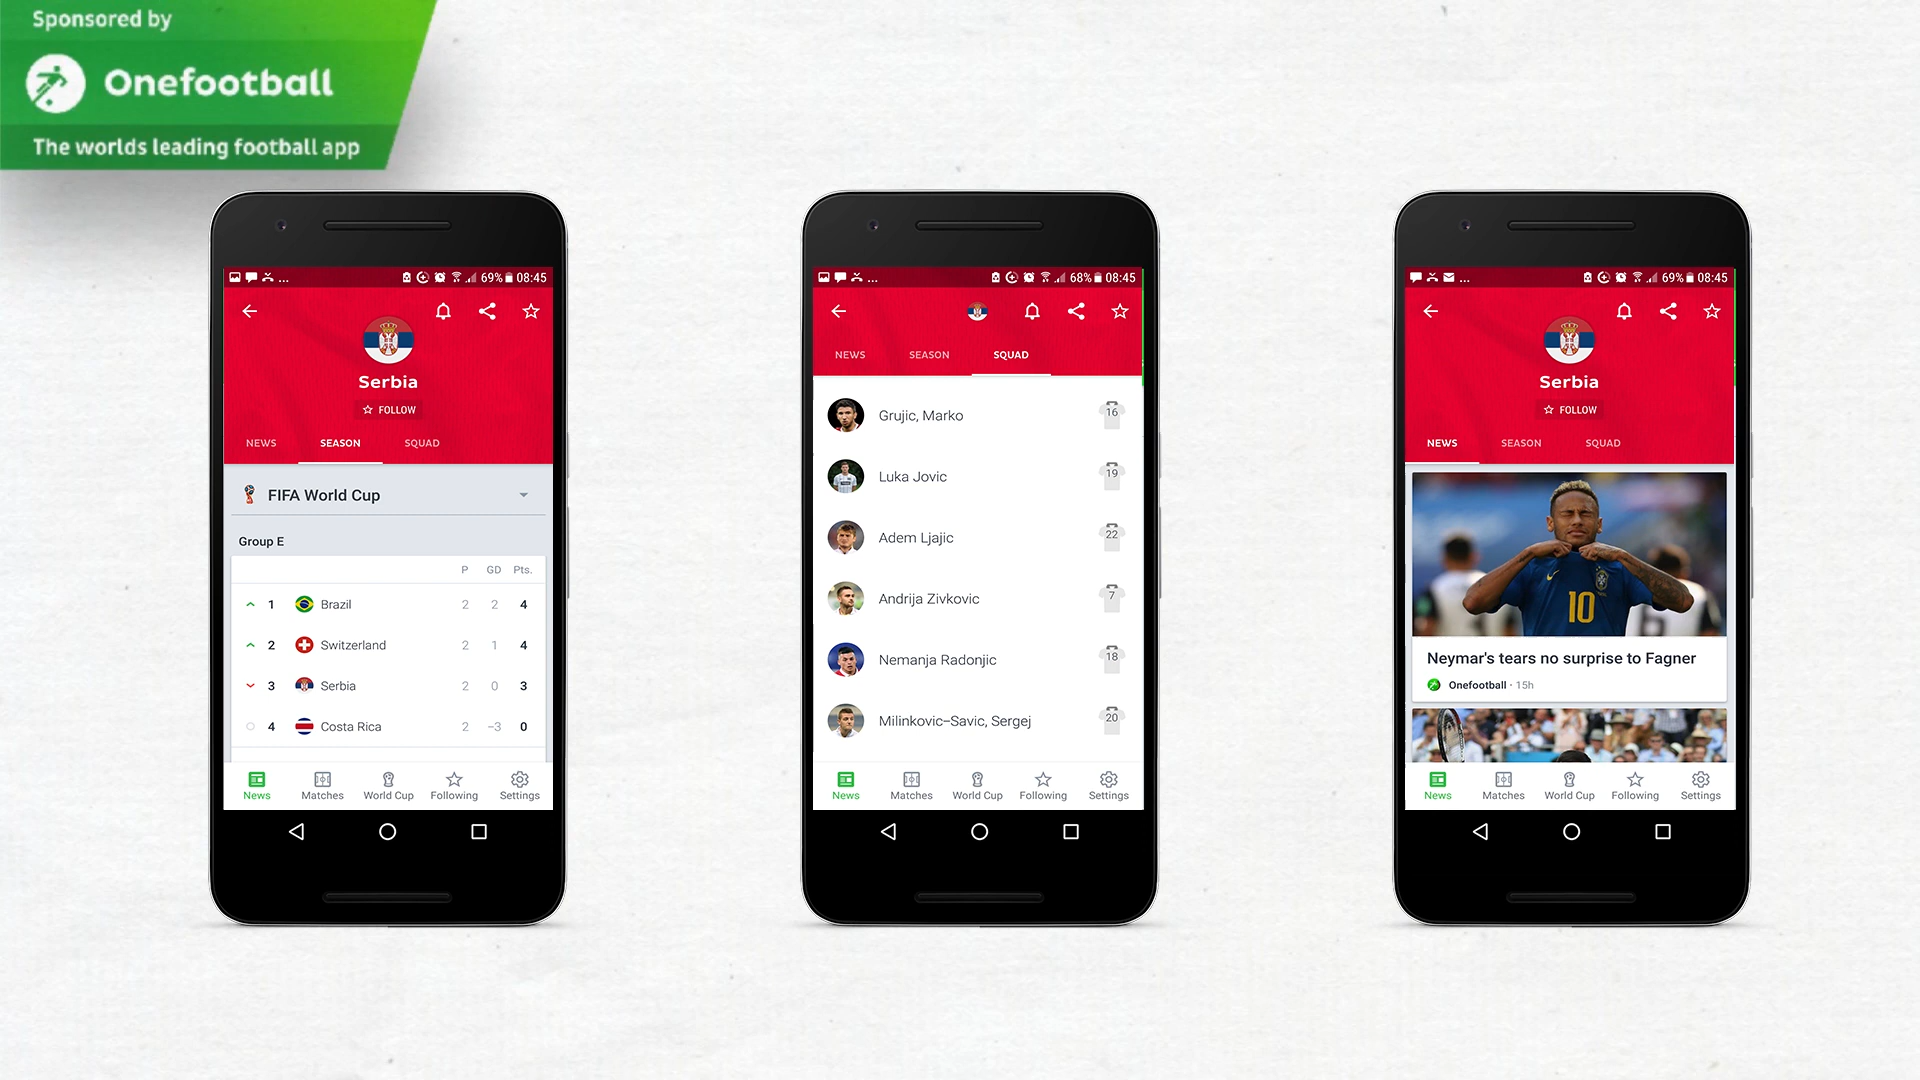 Sponsored by
Onefootball
The worlds leading football app
... 69% 08:45
Serbia
FOLLOW
NEWS SEASON SQUAD
FIFA World Cup
Group E
P GD Pts.
1 Brazil 2 2 4
2 Switzerland 2 1 4
3 Serbia 2 0 3
4 Costa Rica 2 −3 0
News Matches World Cup Following Settings
... 68% 08:45
NEWS SEASON SQUAD
Grujic, Marko 16
Luka Jovic 19
Adem Ljajic 22
Andrija Zivkovic 7
Nemanja Radonjic 18
Milinkovic-Savic, Sergej 20
News Matches World Cup Following Settings
... 69% 08:45
Serbia
FOLLOW
NEWS SEASON SQUAD
10
Neymar's tears no surprise to Fagner
Onefootball · 15h
News Matches World Cup Following Settings